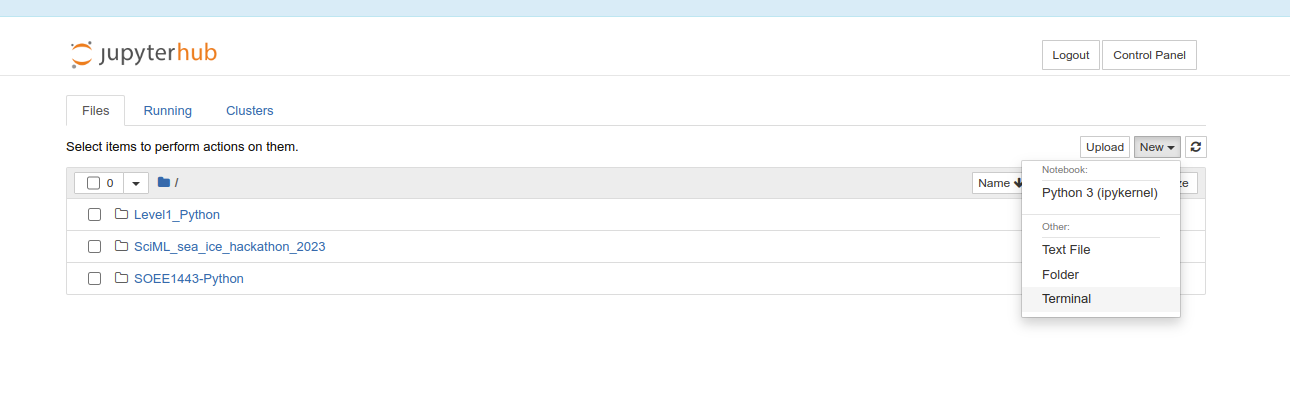 jupyterhub
Logout Control Panel
Files Running Clusters
Select items to perform actions on them.
Upload New
0 / Name
Notebook:
Python 3 (ipykernel)
Level1_Python
Other:
SciML_sea_ice_hackathon_2023
Text File
Folder
SOEE1443-Python
Terminal